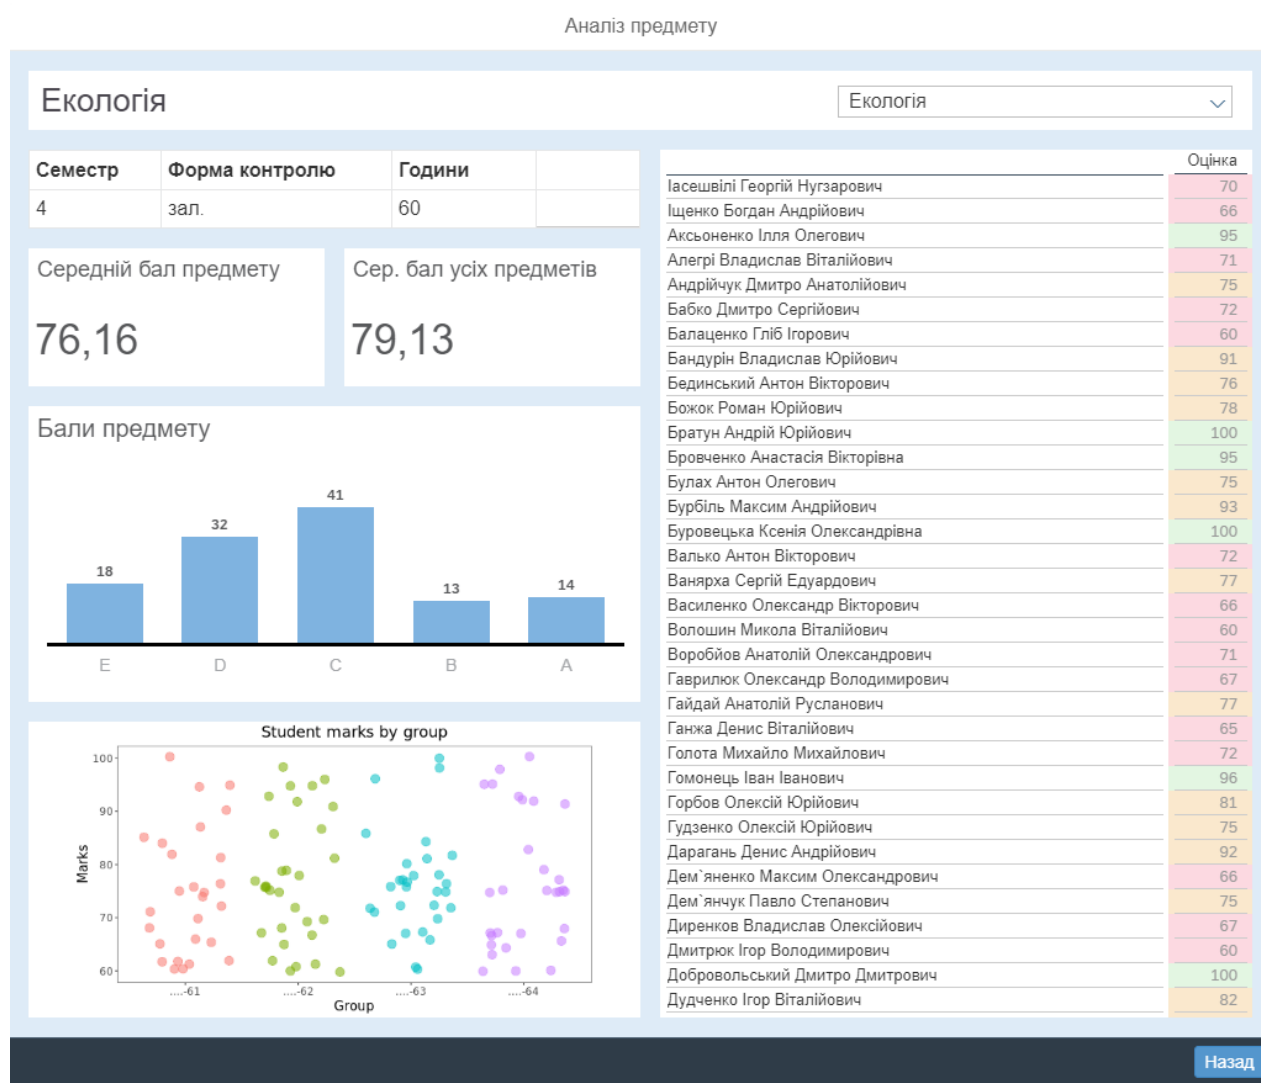 Аналіз предмету
Екологія
Екологія
Семестр Форма контролю Години
4 зал. 60
Середній бал предмету
76,16
Сер. бал усіх предметів
79,13
Бали предмету
18 32 41 13 14
E D C B A
Student marks by group
Marks
100
90
80
70
60
....-61 ....-62 ....-63 ....-64
Group
Оцінка
Іасешвілі Георгій Нугзарович 70
Іщенко Богдан Андрійович 66
Аксьоненко Ілля Олегович 95
Алегрі Владислав Віталійович 71
Андрійчук Дмитро Анатолійович 75
Бабко Дмитро Сергійович 72
Балаценко Гліб Ігорович 60
Бандурін Владислав Юрійович 91
Бединський Антон Вікторович 76
Божок Роман Юрійович 78
Братун Андрій Юрійович 100
Бровченко Анастасія Вікторівна 95
Булах Антон Олегович 75
Бурбіль Максим Андрійович 93
Буровецька Ксенія Олександрівна 100
Валько Антон Вікторович 72
Ванярха Сергій Едуардович 77
Василенко Олександр Вікторович 66
Волошин Микола Віталійович 60
Воробйов Анатолій Олександрович 71
Гаврилюк Олександр Володимирович 67
Гайдай Анатолій Русланович 77
Ганжа Денис Віталійович 65
Голота Михайло Михайлович 72
Гомонець Іван Іванович 96
Горбов Олексій Юрійович 81
Гудзенко Олексій Юрійович 75
Дарагань Денис Андрійович 92
Дем`яненко Максим Олександрович 66
Дем`янчук Павло Степанович 75
Диренков Владислав Олексійович 67
Дмитрюк Ігор Володимирович 60
Добровольський Дмитро Дмитрович 100
Дудченко Ігор Віталійович 82
Назад